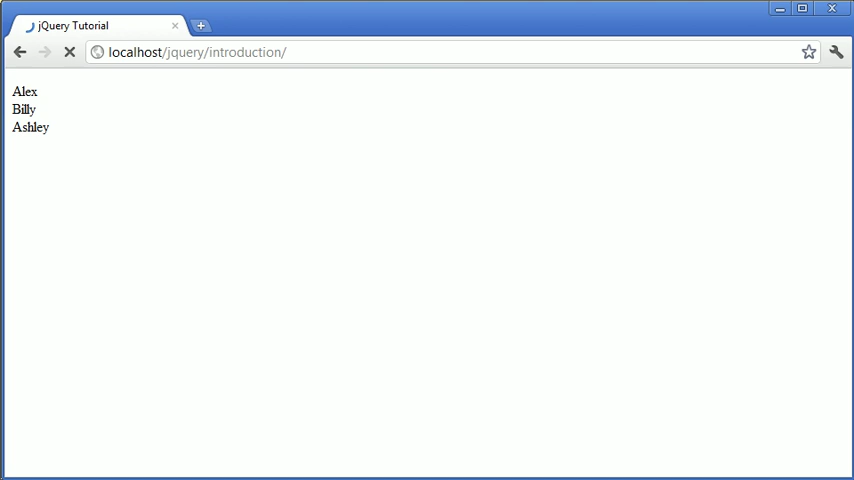 jQuery Tutorial
localhost/jquery/introduction/
Alex
Billy
Ashley